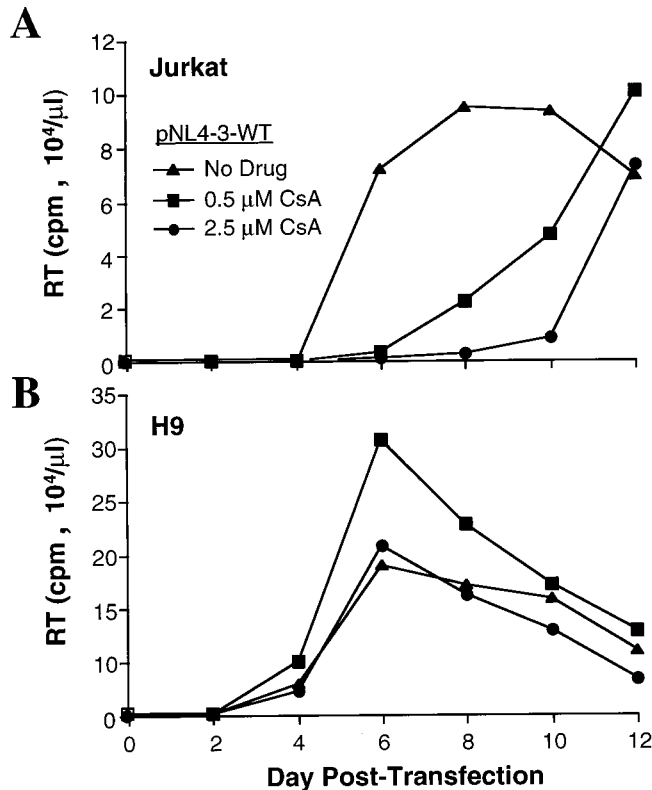 A
Jurkat
pNL4-3-WT
No Drug
0.5 μM CsA
2.5 μM CsA
RT (cpm , 10⁴/μl)
12
10
8
6
4
2
0
B
H9
RT (cpm , 10⁴/μl)
35
30
25
20
15
10
0
0 2 4 6 8 10 12
Day Post-Transfection